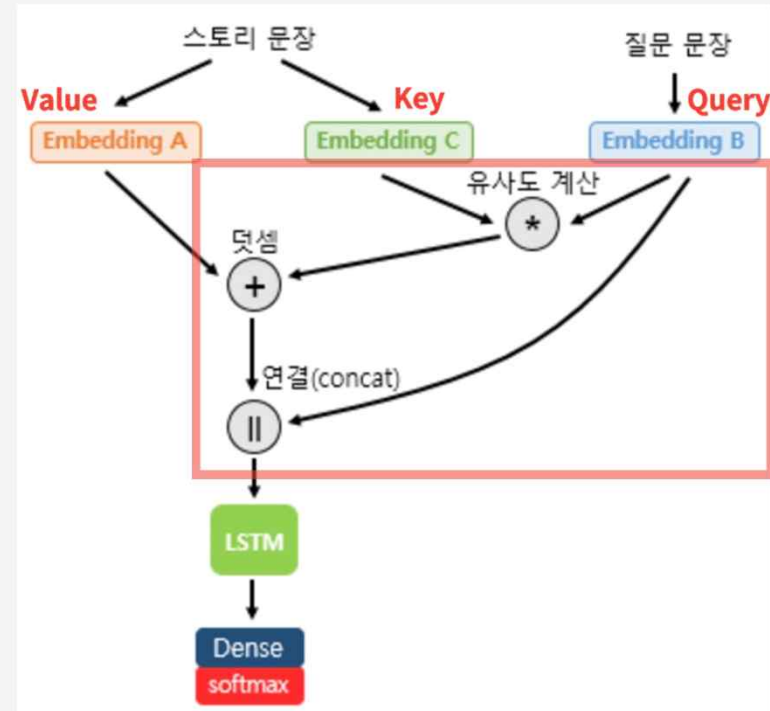 스토리 문장
질문 문장
Value
Key
Query
Embedding A
Embedding C
Embedding B
유사도 계산
*
덧셈
+
연결(concat)
||
LSTM
Dense
softmax